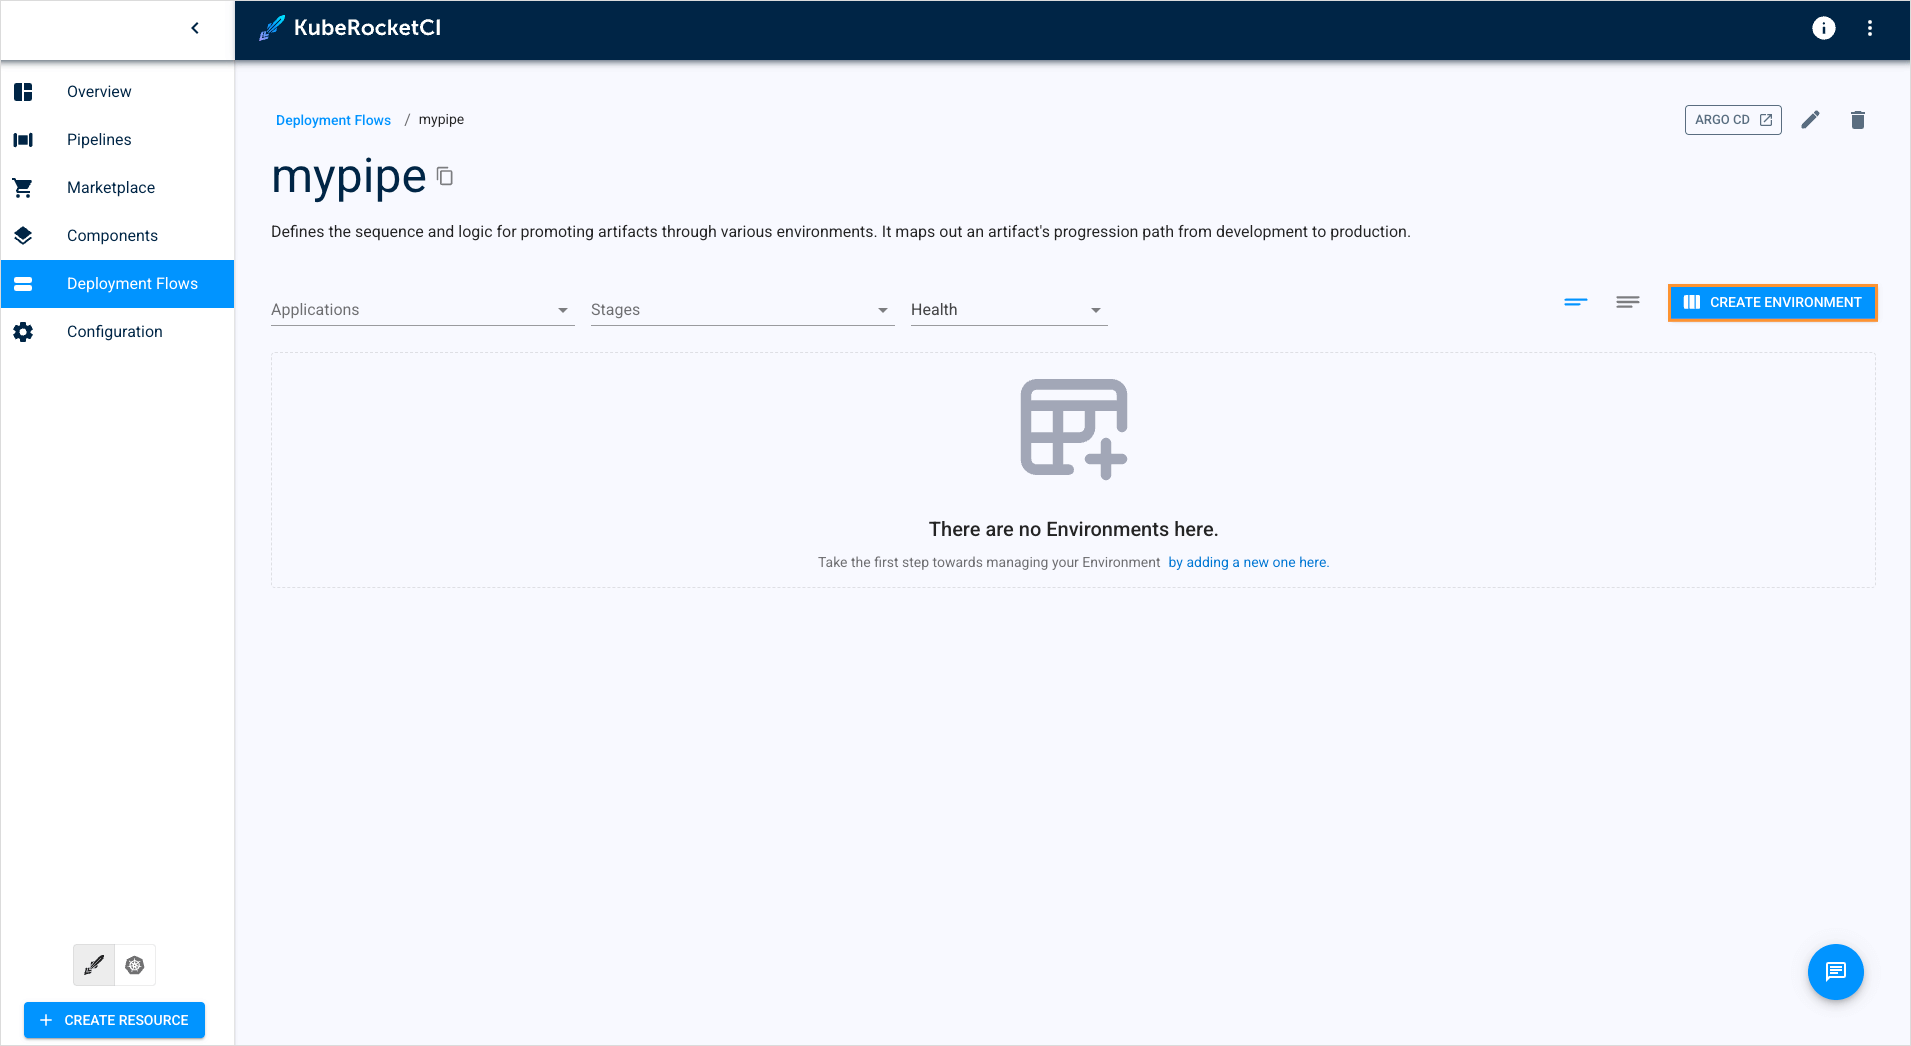 KubeRocketCI
Overview
Pipelines
Marketplace
Components
Deployment Flows
Configuration
CREATE RESOURCE
Deployment Flows / mypipe
ARGO CD
mypipe
Defines the sequence and logic for promoting artifacts through various environments. It maps out an artifact's progression path from development to production.
Applications
Stages
Health
CREATE ENVIRONMENT
There are no Environments here.
Take the first step towards managing your Environment by adding a new one here.